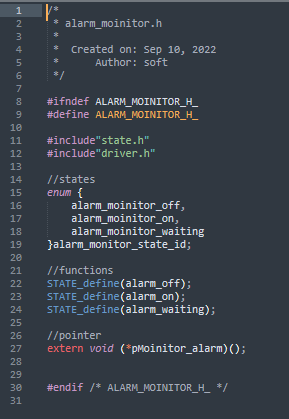 1 /*
2  * alarm_moinitor.h
3  *
4  *  Created on: Sep 10, 2022
5  *      Author: soft
6  */
7
8 #ifndef ALARM_MOINITOR_H_
9 #define ALARM_MOINITOR_H_
10
11 #include"state.h"
12 #include"driver.h"
13
14 //states
15 enum {
16     alarm_moinitor_off,
17     alarm_moinitor_on,
18     alarm_moinitor_waiting
19 }alarm_monitor_state_id;
20
21 //functions
22 STATE_define(alarm_off);
23 STATE_define(alarm_on);
24 STATE_define(alarm_waiting);
25
26 //pointer
27 extern void (*pMoinitor_alarm)();
28
29
30 #endif /* ALARM_MOINITOR_H_ */
31